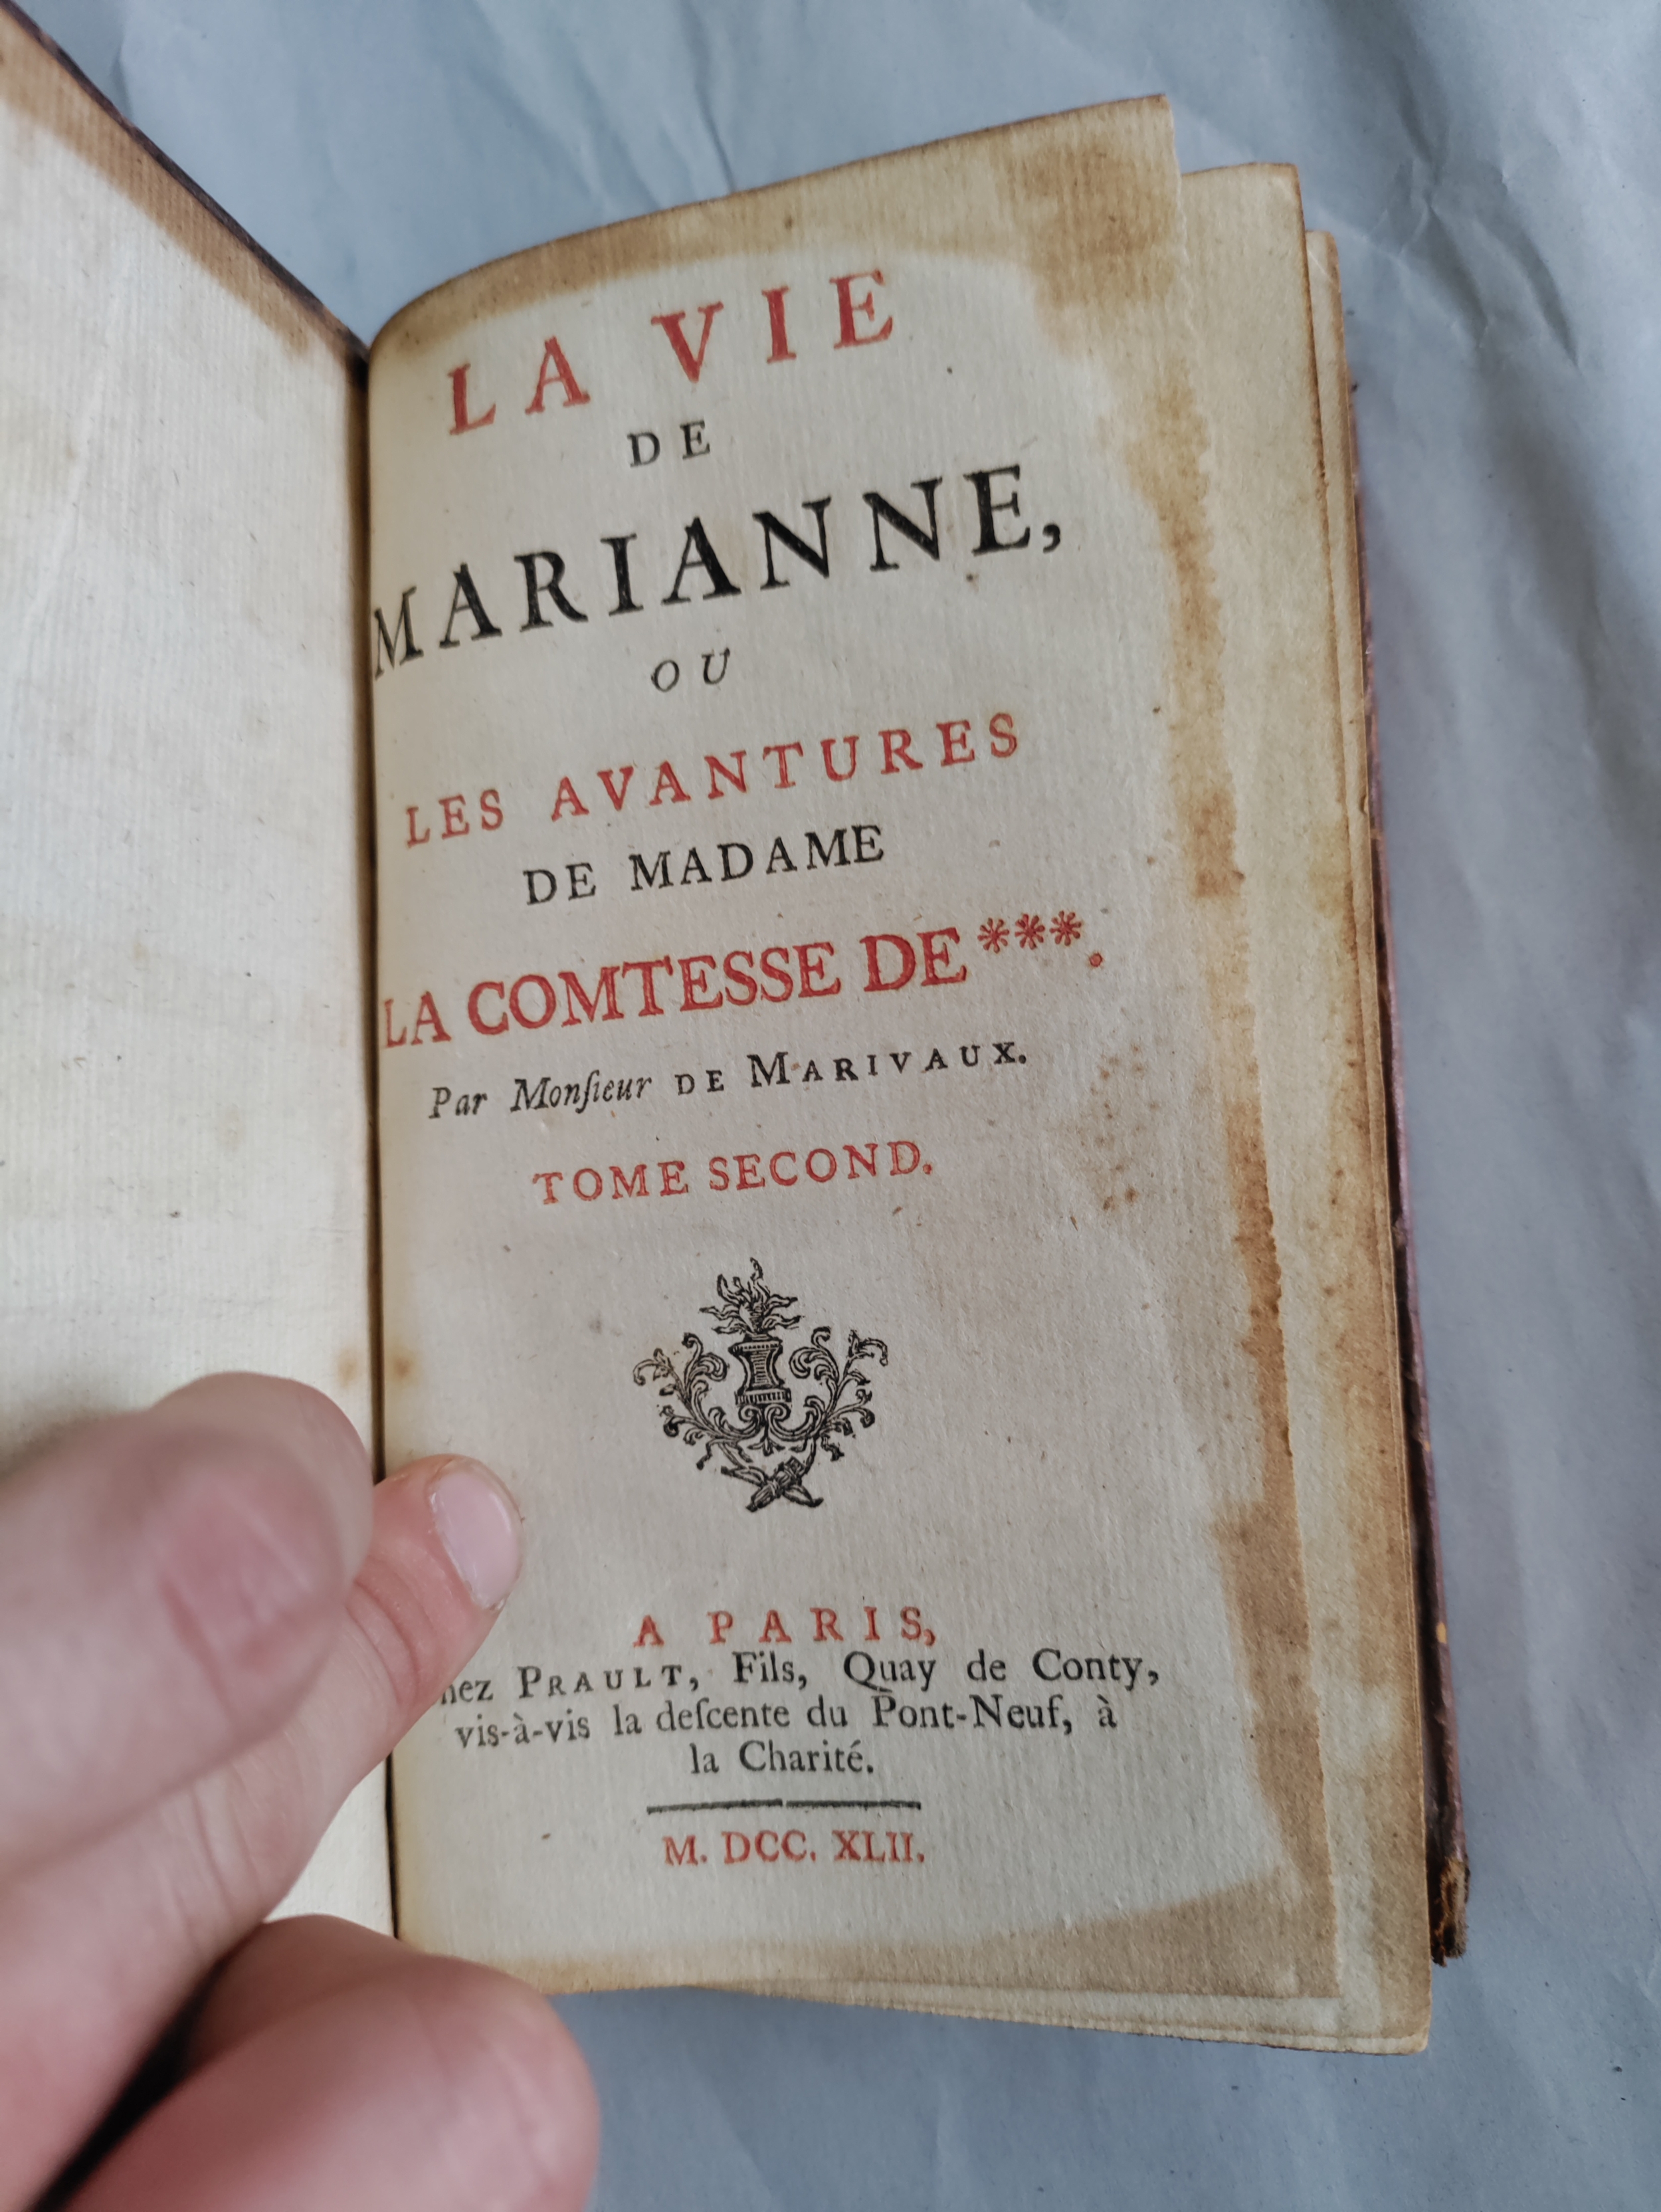 LA VIE
DE
MARIANNE,
OU
LES AVANTURES
DE MADAME
LA COMTESSE DE ***.
Par Monſieur DE MARIVAUX.
TOME SECOND.
A PARIS,
PRAULT, Fils, Quay de Conty,
vis-à-vis la deſcente du Pont-Neuf, à
la Charité.
M. DCC. XLII.